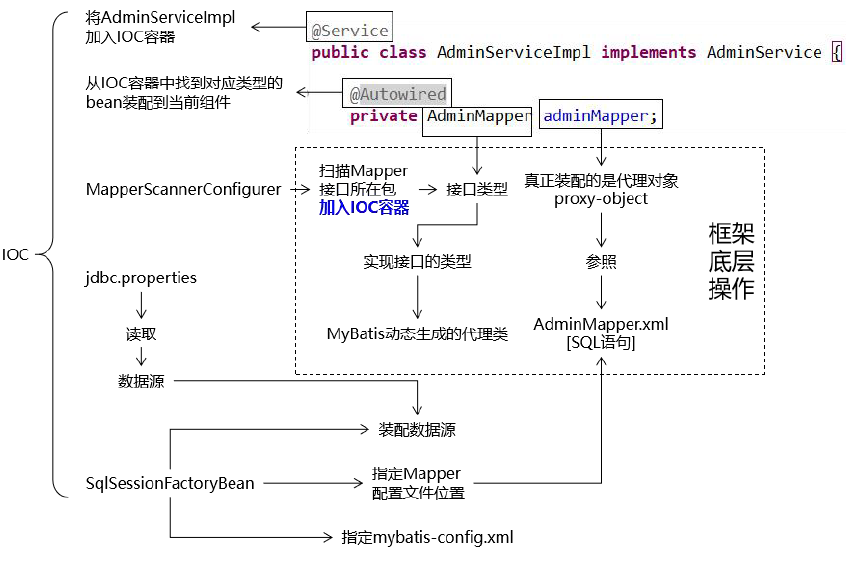 将AdminServiceImpl
加入IOC容器
@Service
public class AdminServiceImpl implements AdminService {
从IOC容器中找到对应类型的
bean装配到当前组件
@Autowired
private AdminMapper adminMapper;
MapperScannerConfigurer
扫描Mapper
接口所在包
加入IOC容器
接口类型
真正装配的是代理对象
proxy-object
框架
底层
操作
IOC
实现接口的类型
参照
jdbc.properties
读取
MyBatis动态生成的代理类
AdminMapper.xml
[SQL语句]
数据源
装配数据源
SqlSessionFactoryBean
指定Mapper
配置文件位置
指定mybatis-config.xml